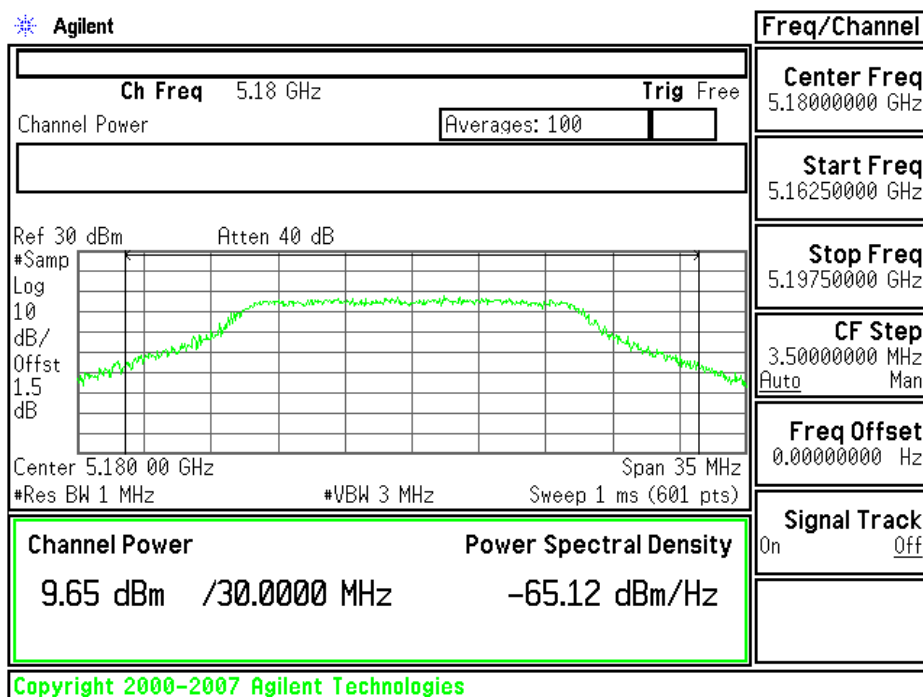 Agilent
Freq/Channel
Ch Freq 5.18 GHz Trig Free
Channel Power Averages: 100
Ref 30 dBm Atten 40 dB
#Samp
Log
10
dB/
Offst
1.5
dB
Center 5.180 00 GHz Span 35 MHz
#Res BW 1 MHz #VBW 3 MHz Sweep 1 ms (601 pts)
Channel Power Power Spectral Density
9.65 dBm /30.0000 MHz -65.12 dBm/Hz
Center Freq
5.18000000 GHz
Start Freq
5.16250000 GHz
Stop Freq
5.19750000 GHz
CF Step
3.50000000 MHz
Auto Man
Freq Offset
0.00000000 Hz
Signal Track
On Off
Copyright 2000-2007 Agilent Technologies